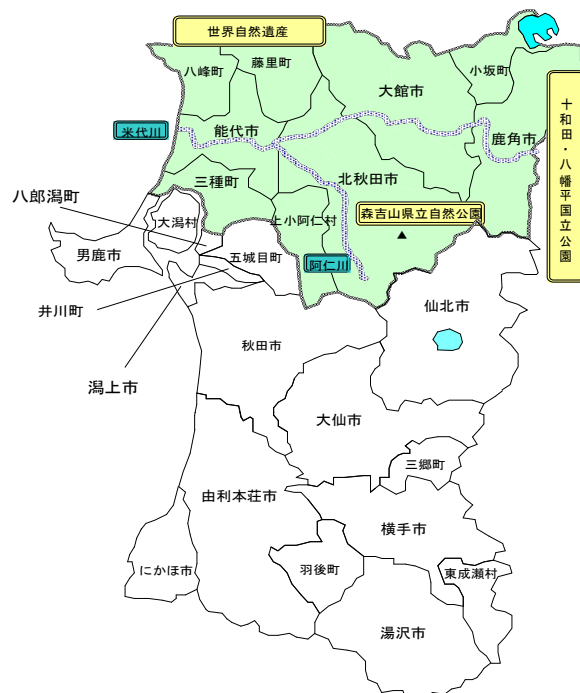 世界自然遺産
藤里町
八峰町
小坂町
大館市
十和田・八幡平国立公園
米代川
能代市
鹿角市
北秋田市
三種町
八郎潟町
大潟村
上小阿仁村
森吉山県立自然公園
男鹿市
五城目町
阿仁川
井川町
仙北市
秋田市
潟上市
大仙市
三郷町
由利本荘市
横手市
にかほ市
羽後町
東成瀬村
湯沢市